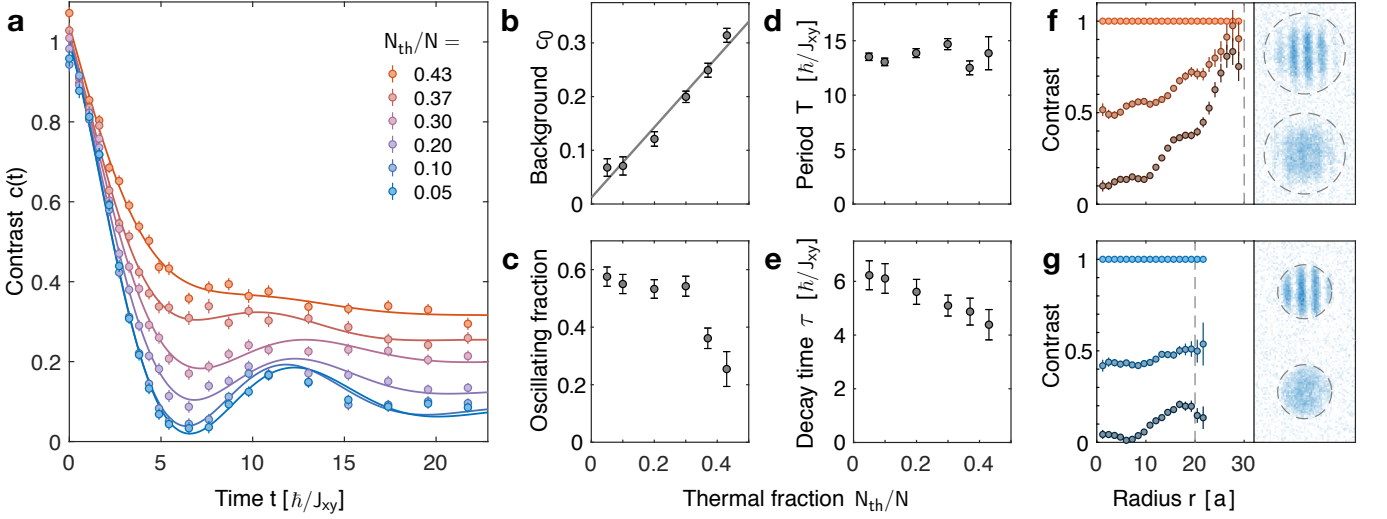 a
Contrast c(t)
1
0.8
0.6
0.4
0.2
0
0
5
10
15
20
Time t [ħ/J_xy]
N_th/N =
0.43
0.37
0.30
0.20
0.10
0.05
b
Background c_0
0.3
0.2
0.1
0
c
Oscillating fraction
0.6
0.4
0.2
0
0
0.2
0.4
d
Period T [ħ/J_xy]
15
10
5
0
e
Decay time τ [ħ/J_xy]
6
4
2
0
0
0.2
0.4
Thermal fraction N_th/N
f
Contrast
1
0.5
0
g
Contrast
1
0.5
0
0
10
20
30
Radius r [a]